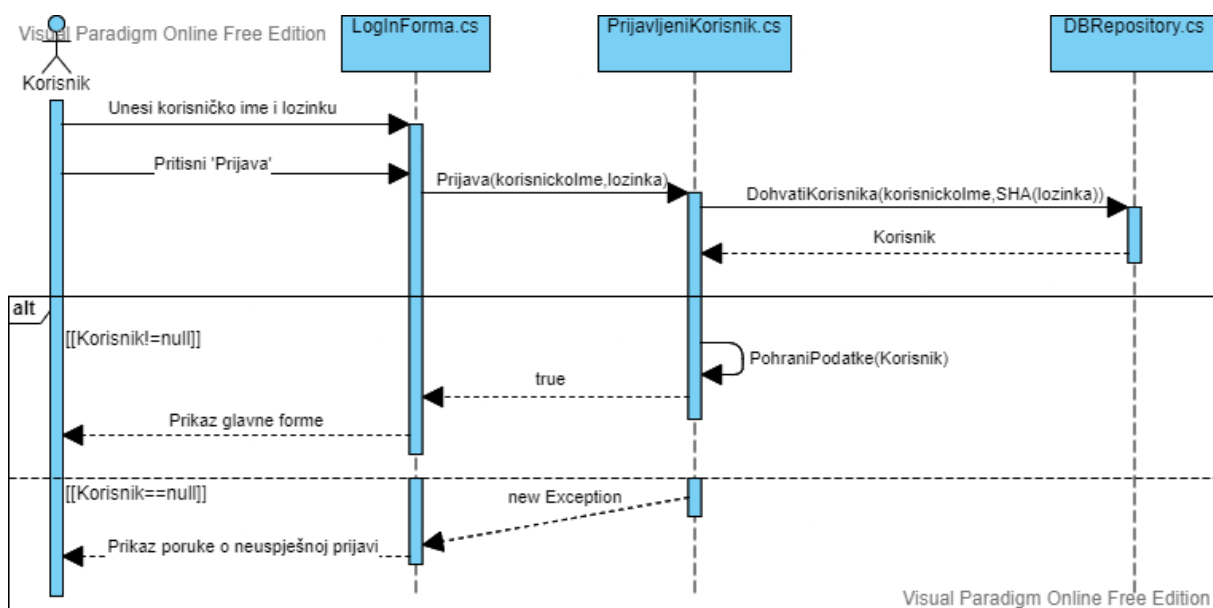 Visual Paradigm Online Free Edition
LogInForma.cs
PrijavljeniKorisnik.cs
DBRepository.cs
Korisnik
Unesi korisničko ime i lozinku
Pritisni 'Prijava'
Prijava(korisnickoIme,lozinka)
DohvatiKorisnika(korisnickoIme,SHA(lozinka))
Korisnik
alt
[[Korisnik!=null]]
PohraniPodatke(Korisnik)
true
Prikaz glavne forme
[[Korisnik==null]]
new Exception
Prikaz poruke o neuspješnoj prijavi
Visual Paradigm Online Free Edition